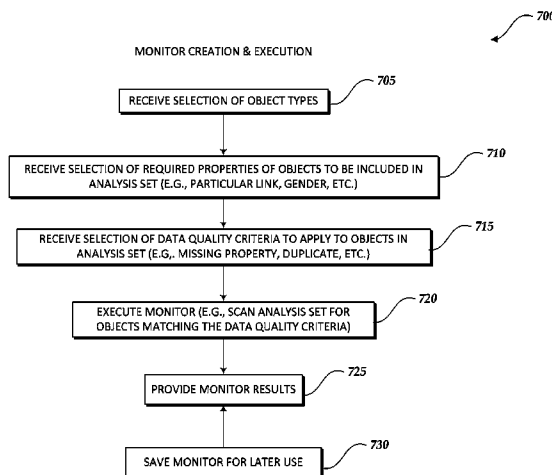 700
MONITOR CREATION & EXECUTION
705
RECEIVE SELECTION OF OBJECT TYPES
710
RECEIVE SELECTION OF REQUIRED PROPERTIES OF OBJECTS TO BE INCLUDED IN
ANALYSIS SET (E.G., PARTICULAR LINK, GENDER, ETC.)
715
RECEIVE SELECTION OF DATA QUALITY CRITERIA TO APPLY TO OBJECTS IN
ANALYSIS SET (E.G,. MISSING PROPERTY, DUPLICATE, ETC.)
720
EXECUTE MONITOR (E.G., SCAN ANALYSIS SET FOR
OBJECTS MATCHING THE DATA QUALITY CRITERIA)
725
PROVIDE MONITOR RESULTS
730
SAVE MONITOR FOR LATER USE